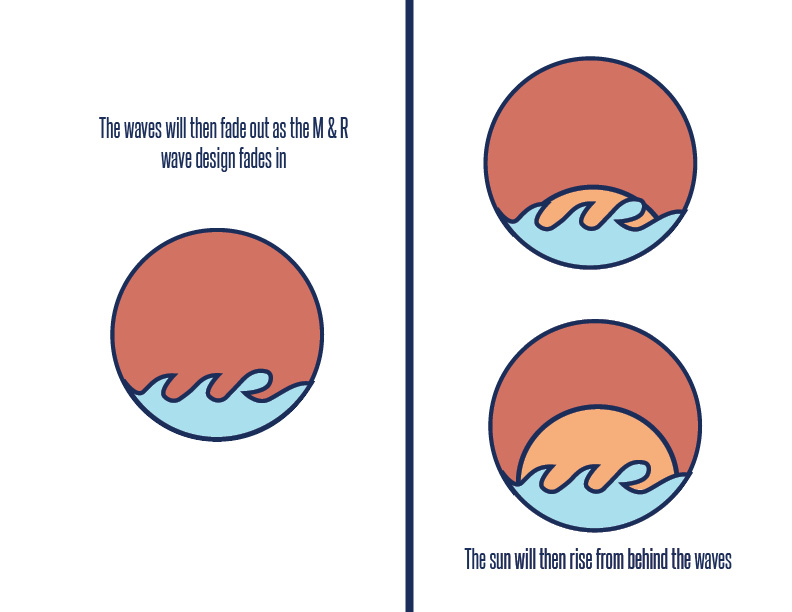 The waves will then fade out as the M & R
wave design fades in
The sun will then rise from behind the waves